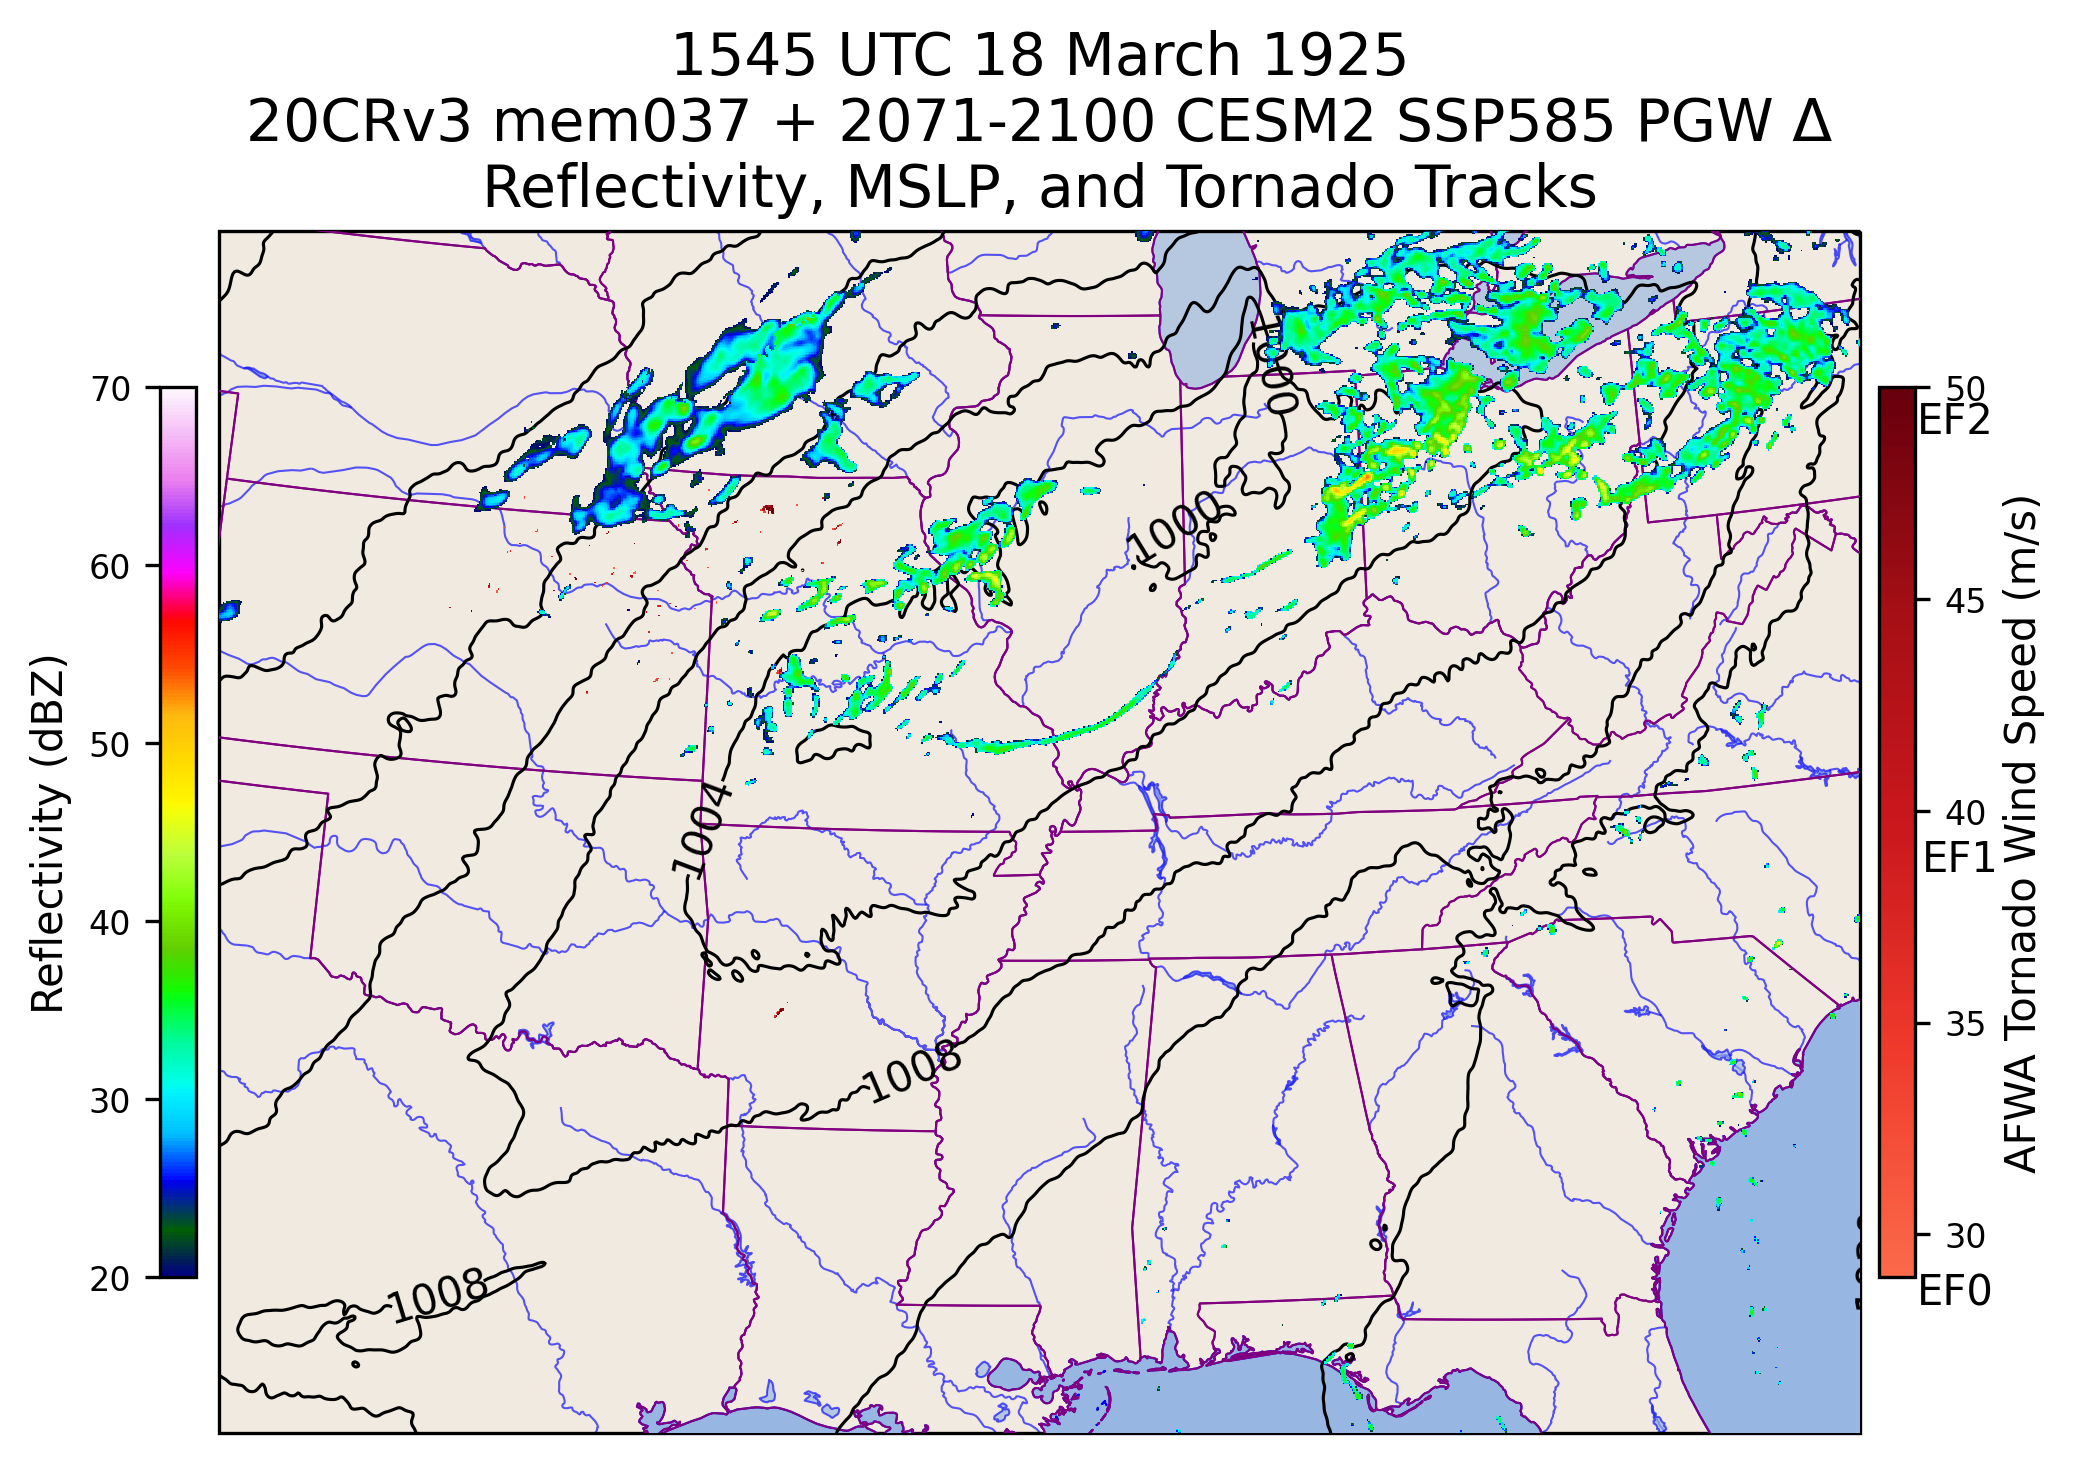 1545 UTC 18 March 1925
20CRv3 mem037 + 2071-2100 CESM2 SSP585 PGW Δ
Reflectivity, MSLP, and Tornado Tracks
70
60
50
40
30
20
Reflectivity (dBZ)
1000
1000
1004
1008
1008
50
EF2
45
40
EF1
35
30
EF0
AFWA Tornado Wind Speed (m/s)